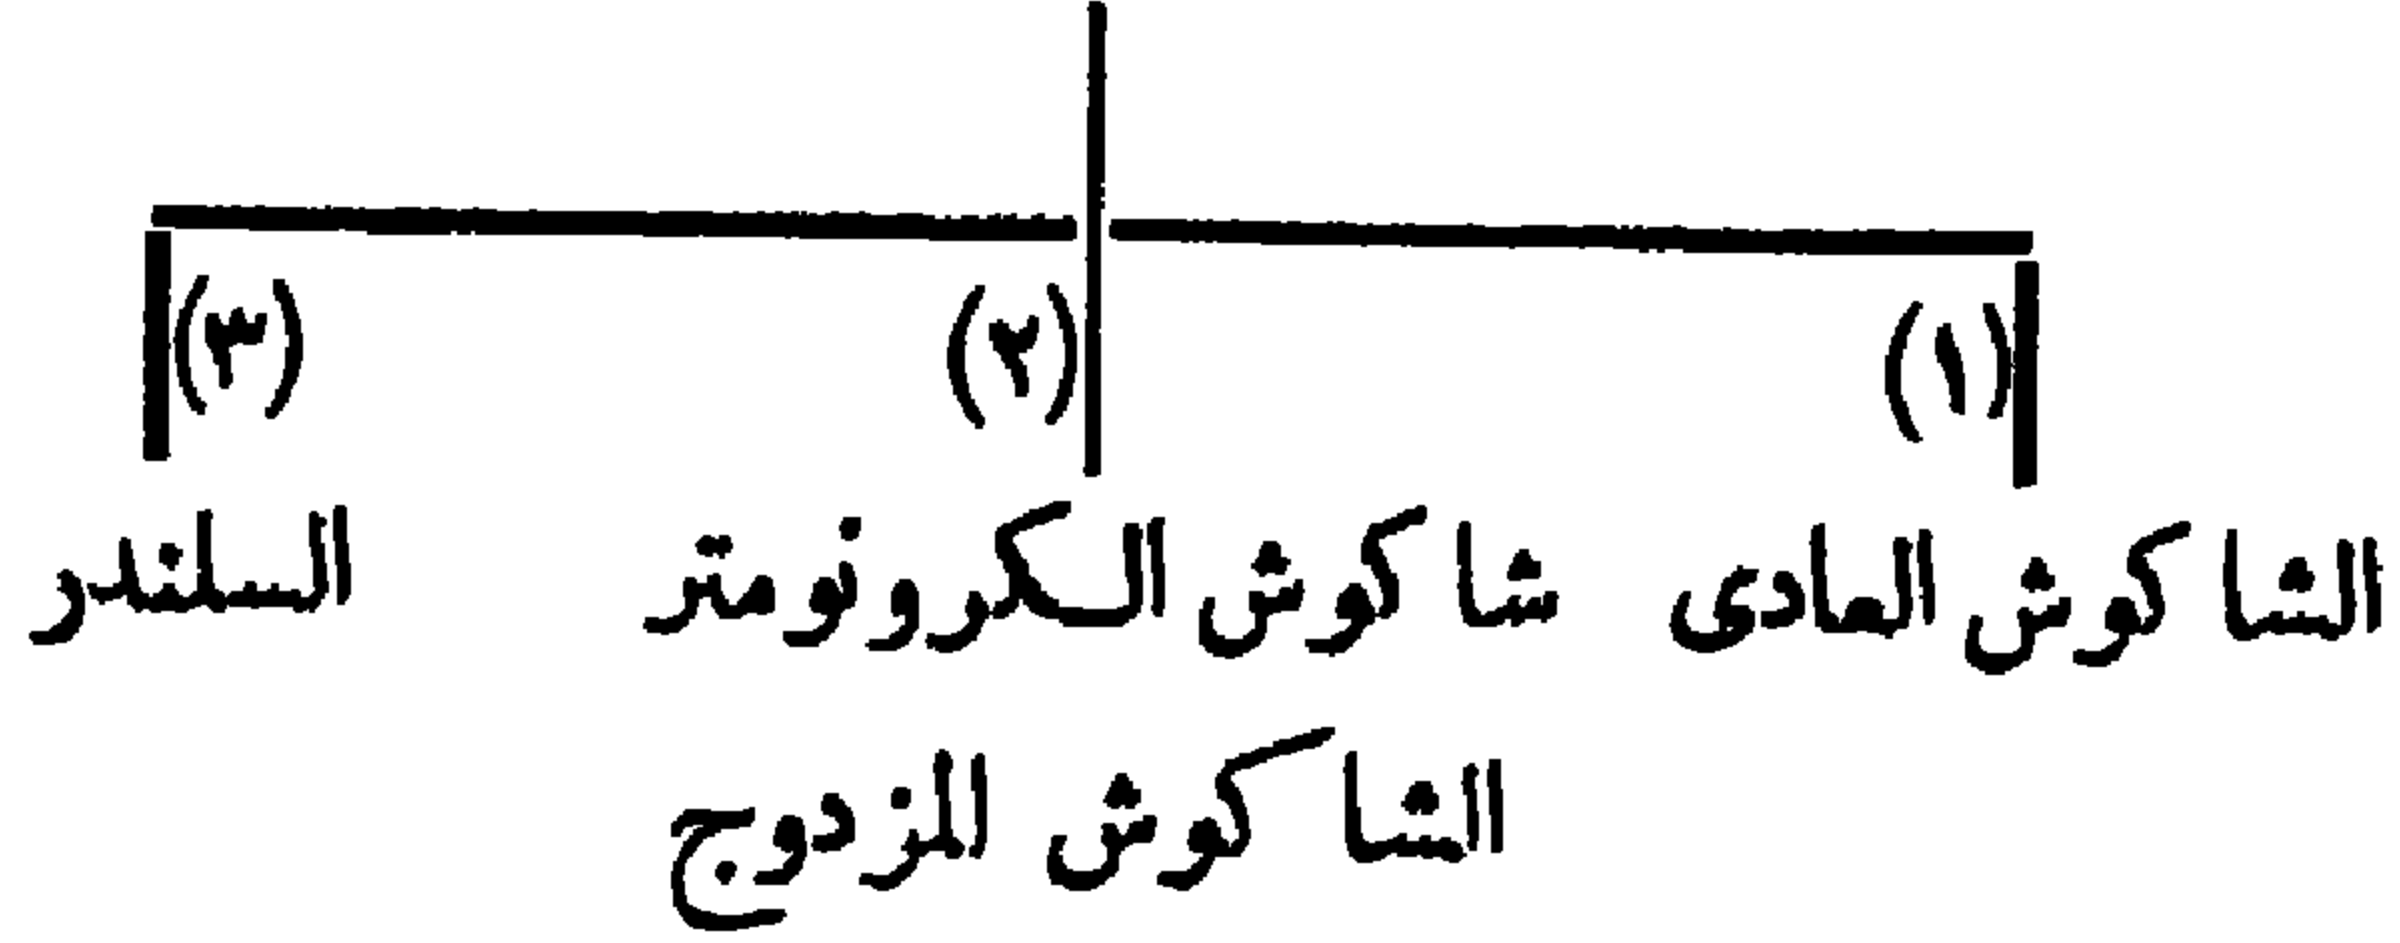 (١) (٢) (٣)
الشاكوش العادى شاكوش الكرونومتر السلندر
الشاكوش المزدوج